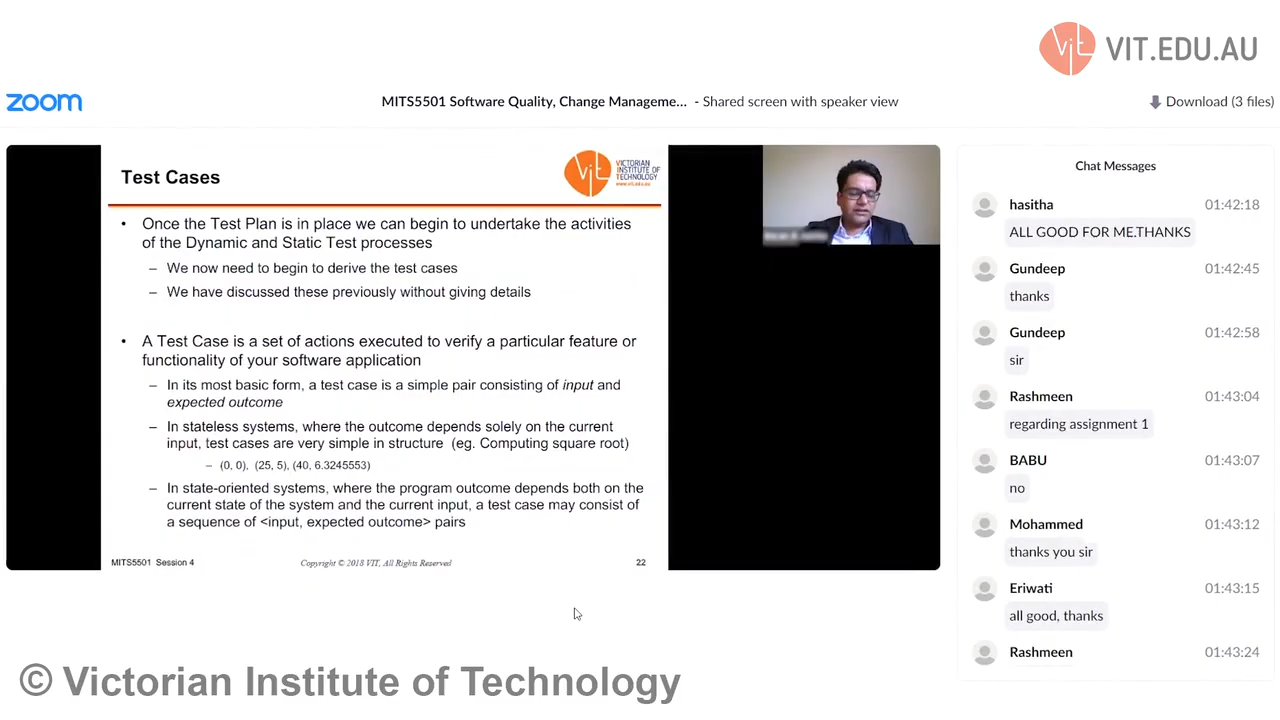 vit VIT.EDU.AU
zoom
MITS5501 Software Quality, Change Manageme... - Shared screen with speaker view
Download (3 files)
Test Cases
vit VICTORIAN
INSTITUTE OF
TECHNOLOGY
www.vit.edu.au
• Once the Test Plan is in place we can begin to undertake the activities
of the Dynamic and Static Test processes
– We now need to begin to derive the test cases
– We have discussed these previously without giving details
• A Test Case is a set of actions executed to verify a particular feature or
functionality of your software application
– In its most basic form, a test case is a simple pair consisting of input and
expected outcome
– In stateless systems, where the outcome depends solely on the current
input, test cases are very simple in structure (eg. Computing square root)
– (0, 0), (25, 5), (40, 6.3245553)
– In state-oriented systems, where the program outcome depends both on the
current state of the system and the current input, a test case may consist of
a sequence of <input, expected outcome> pairs
MITS5501 Session 4
Copyright © 2018 VIT, All Rights Reserved
22
Chat Messages
hasitha 01:42:18
ALL GOOD FOR ME.THANKS
Gundeep 01:42:45
thanks
Gundeep 01:42:58
sir
Rashmeen 01:43:04
regarding assignment 1
BABU 01:43:07
no
Mohammed 01:43:12
thanks you sir
Eriwati 01:43:15
all good, thanks
Rashmeen 01:43:24
© Victorian Institute of Technology